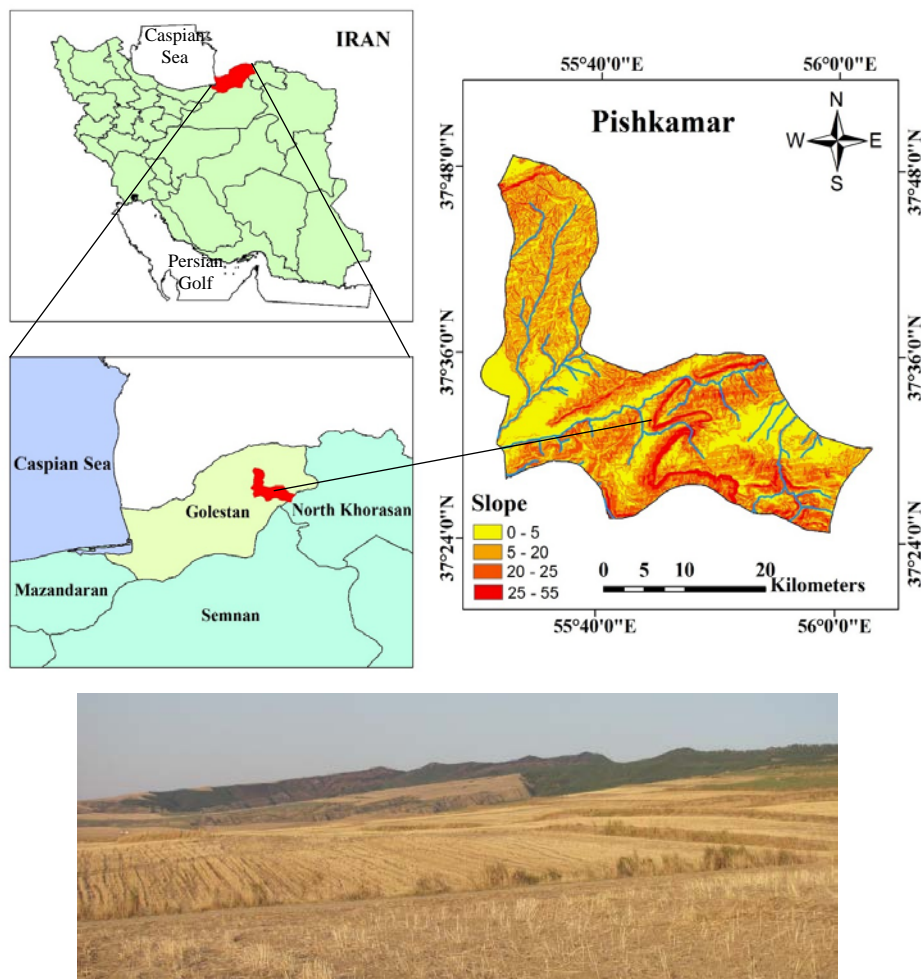 Caspian
Sea
IRAN
Persian
Golf
Caspian Sea
Golestan
North Khorasan
Mazandaran
Semnan
55°40'0"E
56°0'0"E
Pishkamar
N
W
E
S
37°48'0"N
37°48'0"N
37°36'0"N
37°36'0"N
37°24'0"N
37°24'0"N
Slope
0 - 5
5 - 20
20 - 25
25 - 55
0 5 10 20
Kilometers
55°40'0"E
56°0'0"E